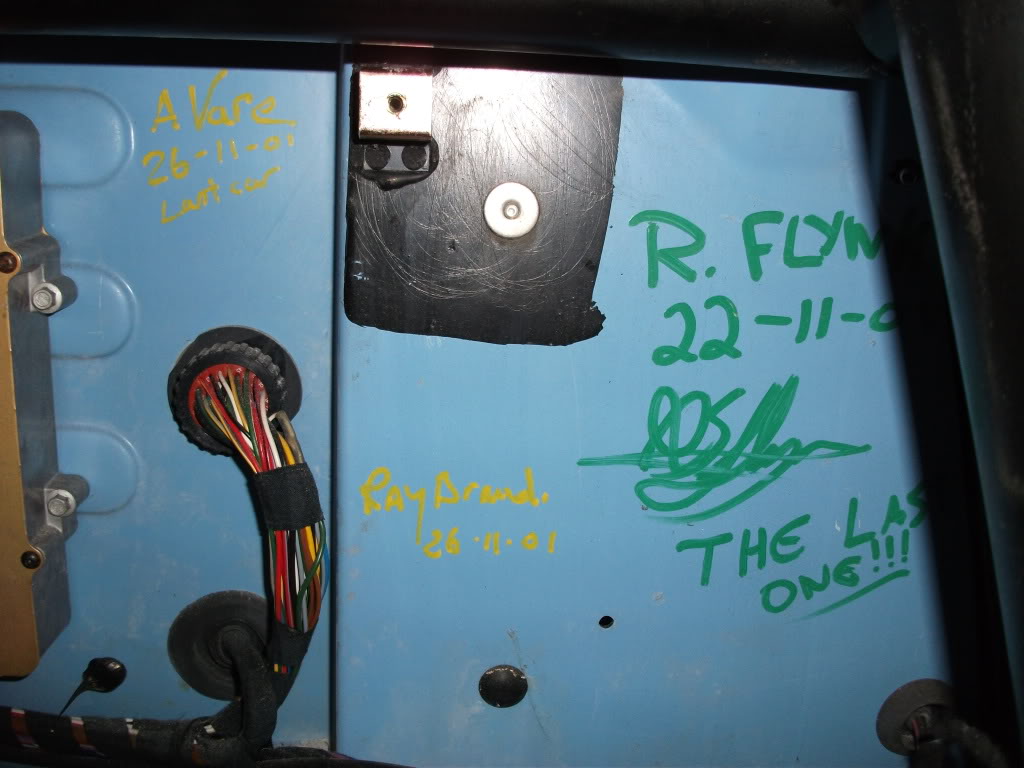 A Vare
26-11-01
Last car
R. FLYN
22-11-0
THE LAS
ONE!!!
Ray Brand.
26.11.01